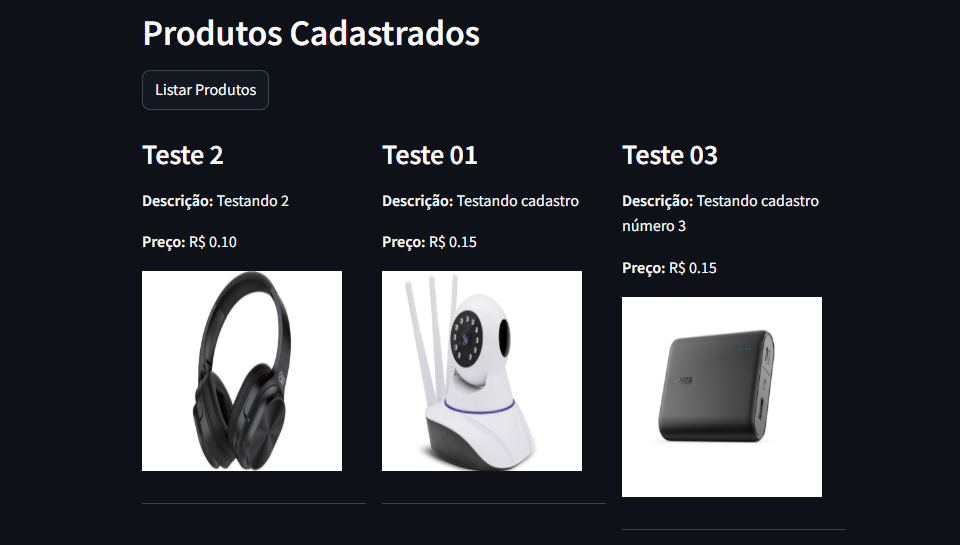 Produtos Cadastrados
Listar Produtos
Teste 2
Descrição: Testando 2
Preço: R$ 0.10
Teste 01
Descrição: Testando cadastro
Preço: R$ 0.15
Teste 03
Descrição: Testando cadastro
número 3
Preço: R$ 0.15